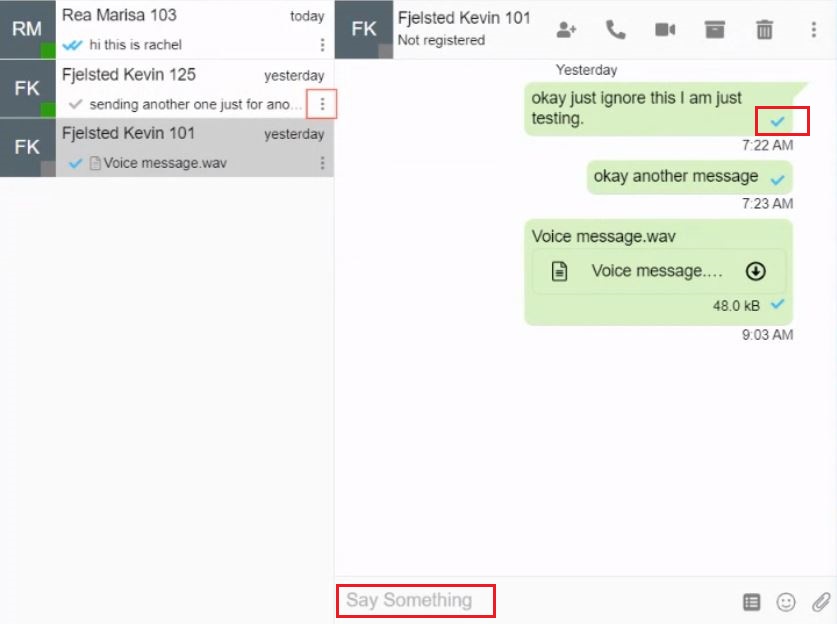 RM
Rea Marisa 103
today
hi this is rachel
FK
Fjelsted Kevin 125
yesterday
sending another one just for ano...
FK
Fjelsted Kevin 101
yesterday
Voice message.wav
FK
Fjelsted Kevin 101
Not registered
Yesterday
okay just ignore this I am just
testing.
7:22 AM
okay another message
7:23 AM
Voice message.wav
Voice message....
48.0 kB
9:03 AM
Say Something